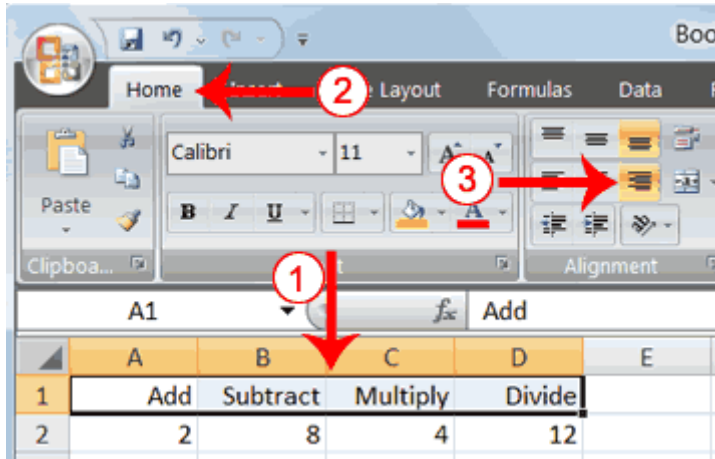 Boo
Home 2 Layout Formulas Data
Calibri 11 A A
3
Paste B I U A
Clipboa... Alignment
1
A1 fx Add
A B C D E
1 Add Subtract Multiply Divide
2 2 8 4 12